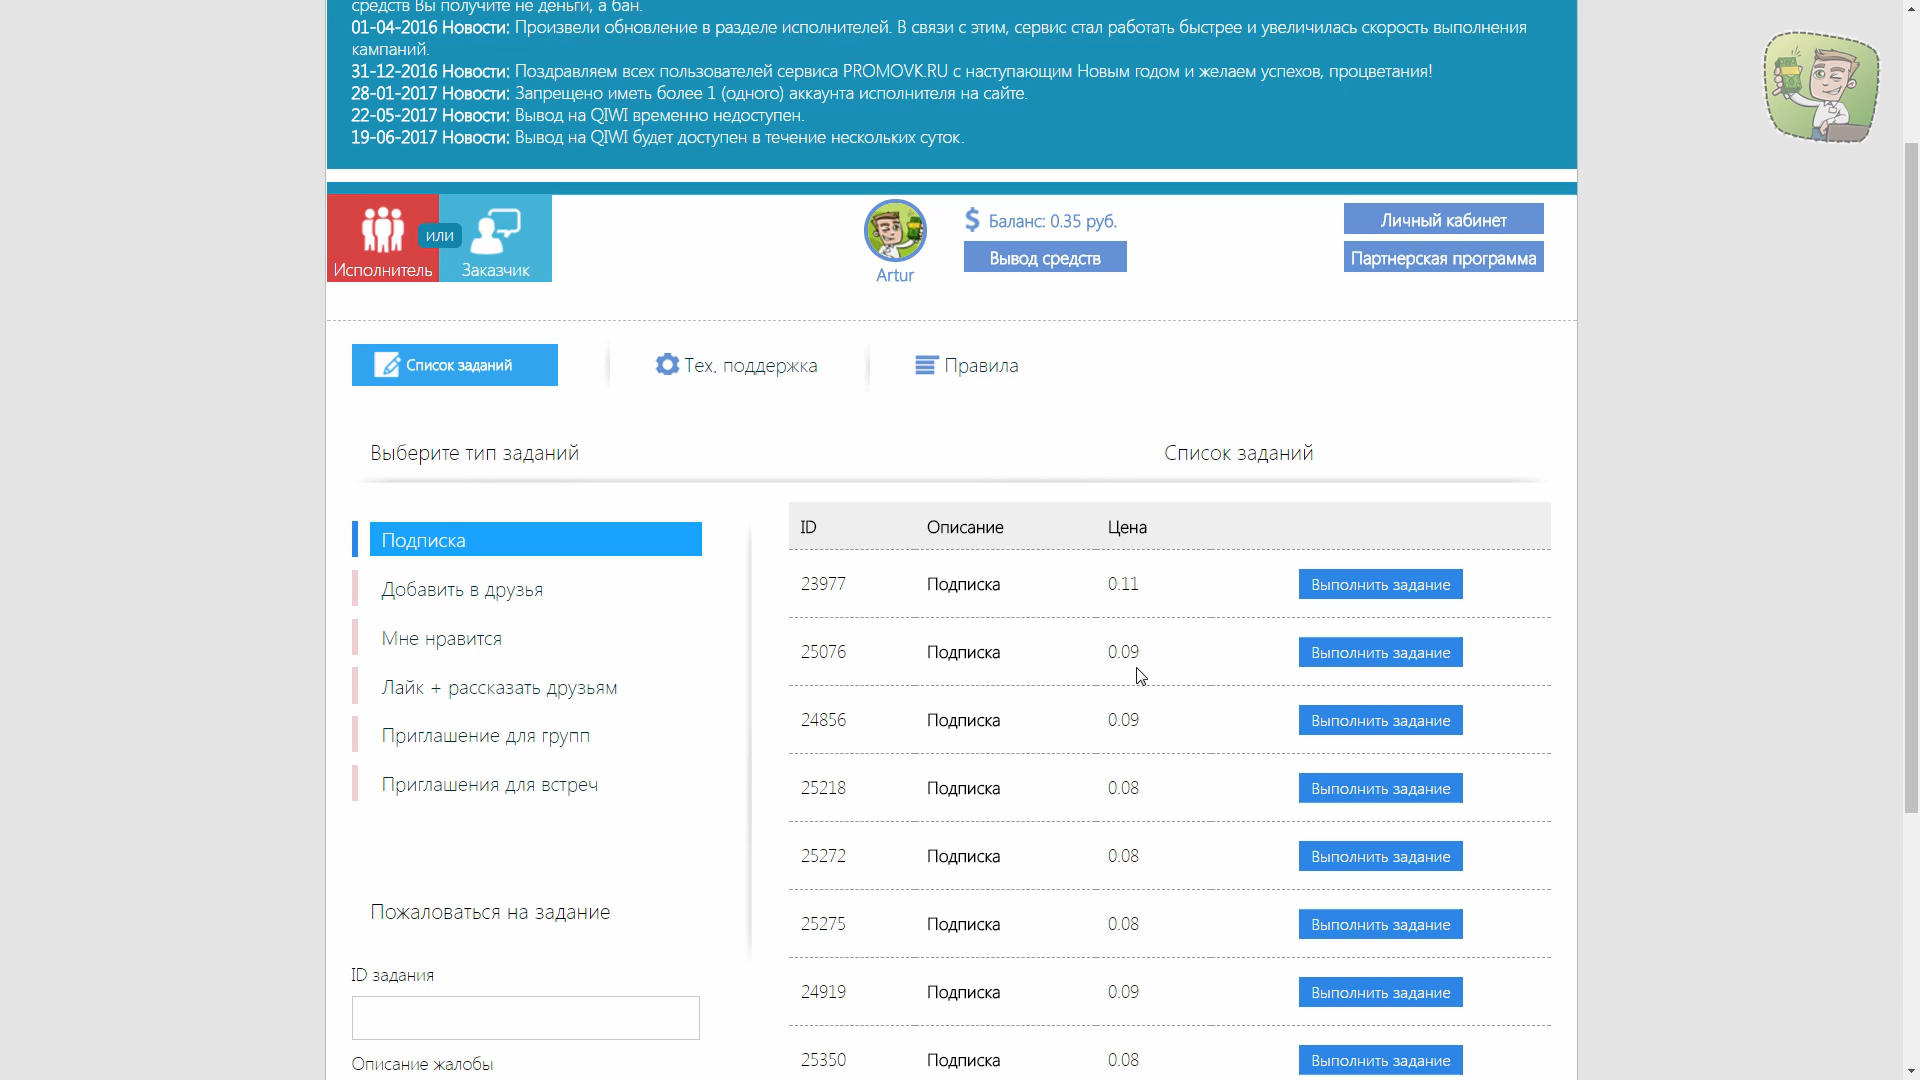 средств Вы получите не деньги, а бан.
01-04-2016 Новости: Произвели обновление в разделе исполнителей. В связи с этим, сервис стал работать быстрее и увеличилась скорость выполнения
кампаний.
31-12-2016 Новости: Поздравляем всех пользователей сервиса PROMOVK.RU с наступающим Новым годом и желаем успехов, процветания!
28-01-2017 Новости: Запрещено иметь более 1 (одного) аккаунта исполнителя на сайте.
22-05-2017 Новости: Вывод на QIWI временно недоступен.
19-06-2017 Новости: Вывод на QIWI будет доступен в течение нескольких суток.
Исполнитель
или
Заказчик
Artur
Баланс: 0.35 руб.
Вывод средств
Личный кабинет
Партнерская программа
Список заданий
Тех. поддержка
Правила
Выберите тип заданий
Подписка
Добавить в друзья
Мне нравится
Лайк + рассказать друзьям
Приглашение для групп
Приглашения для встреч
Пожаловаться на задание
ID задания
Описание жалобы
Список заданий
ID Описание Цена
23977 Подписка 0.11 Выполнить задание
25076 Подписка 0.09 Выполнить задание
24856 Подписка 0.09 Выполнить задание
25218 Подписка 0.08 Выполнить задание
25272 Подписка 0.08 Выполнить задание
25275 Подписка 0.08 Выполнить задание
24919 Подписка 0.09 Выполнить задание
25350 Подписка 0.08 Выполнить задание